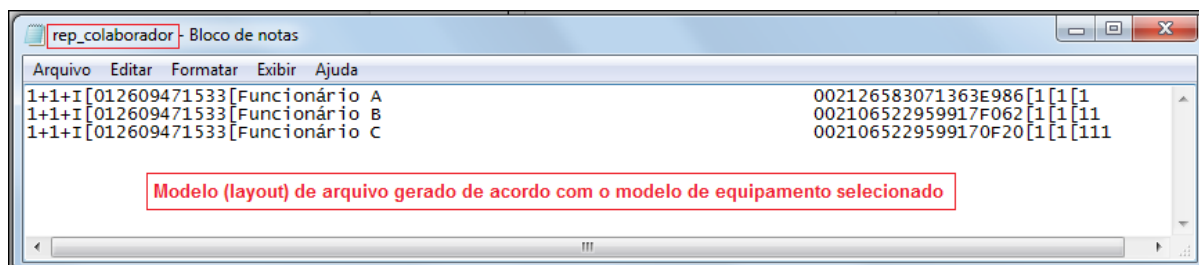 rep_colaborador - Bloco de notas
Arquivo Editar Formatar Exibir Ajuda
1+1+I[012609471533[Funcionário A 002126583071363E986[1[1[1
1+1+I[012609471533[Funcionário B 002106522959917F062[1[1[11
1+1+I[012609471533[Funcionário C 0021065229599170F20[1[1[111
Modelo (layout) de arquivo gerado de acordo com o modelo de equipamento selecionado